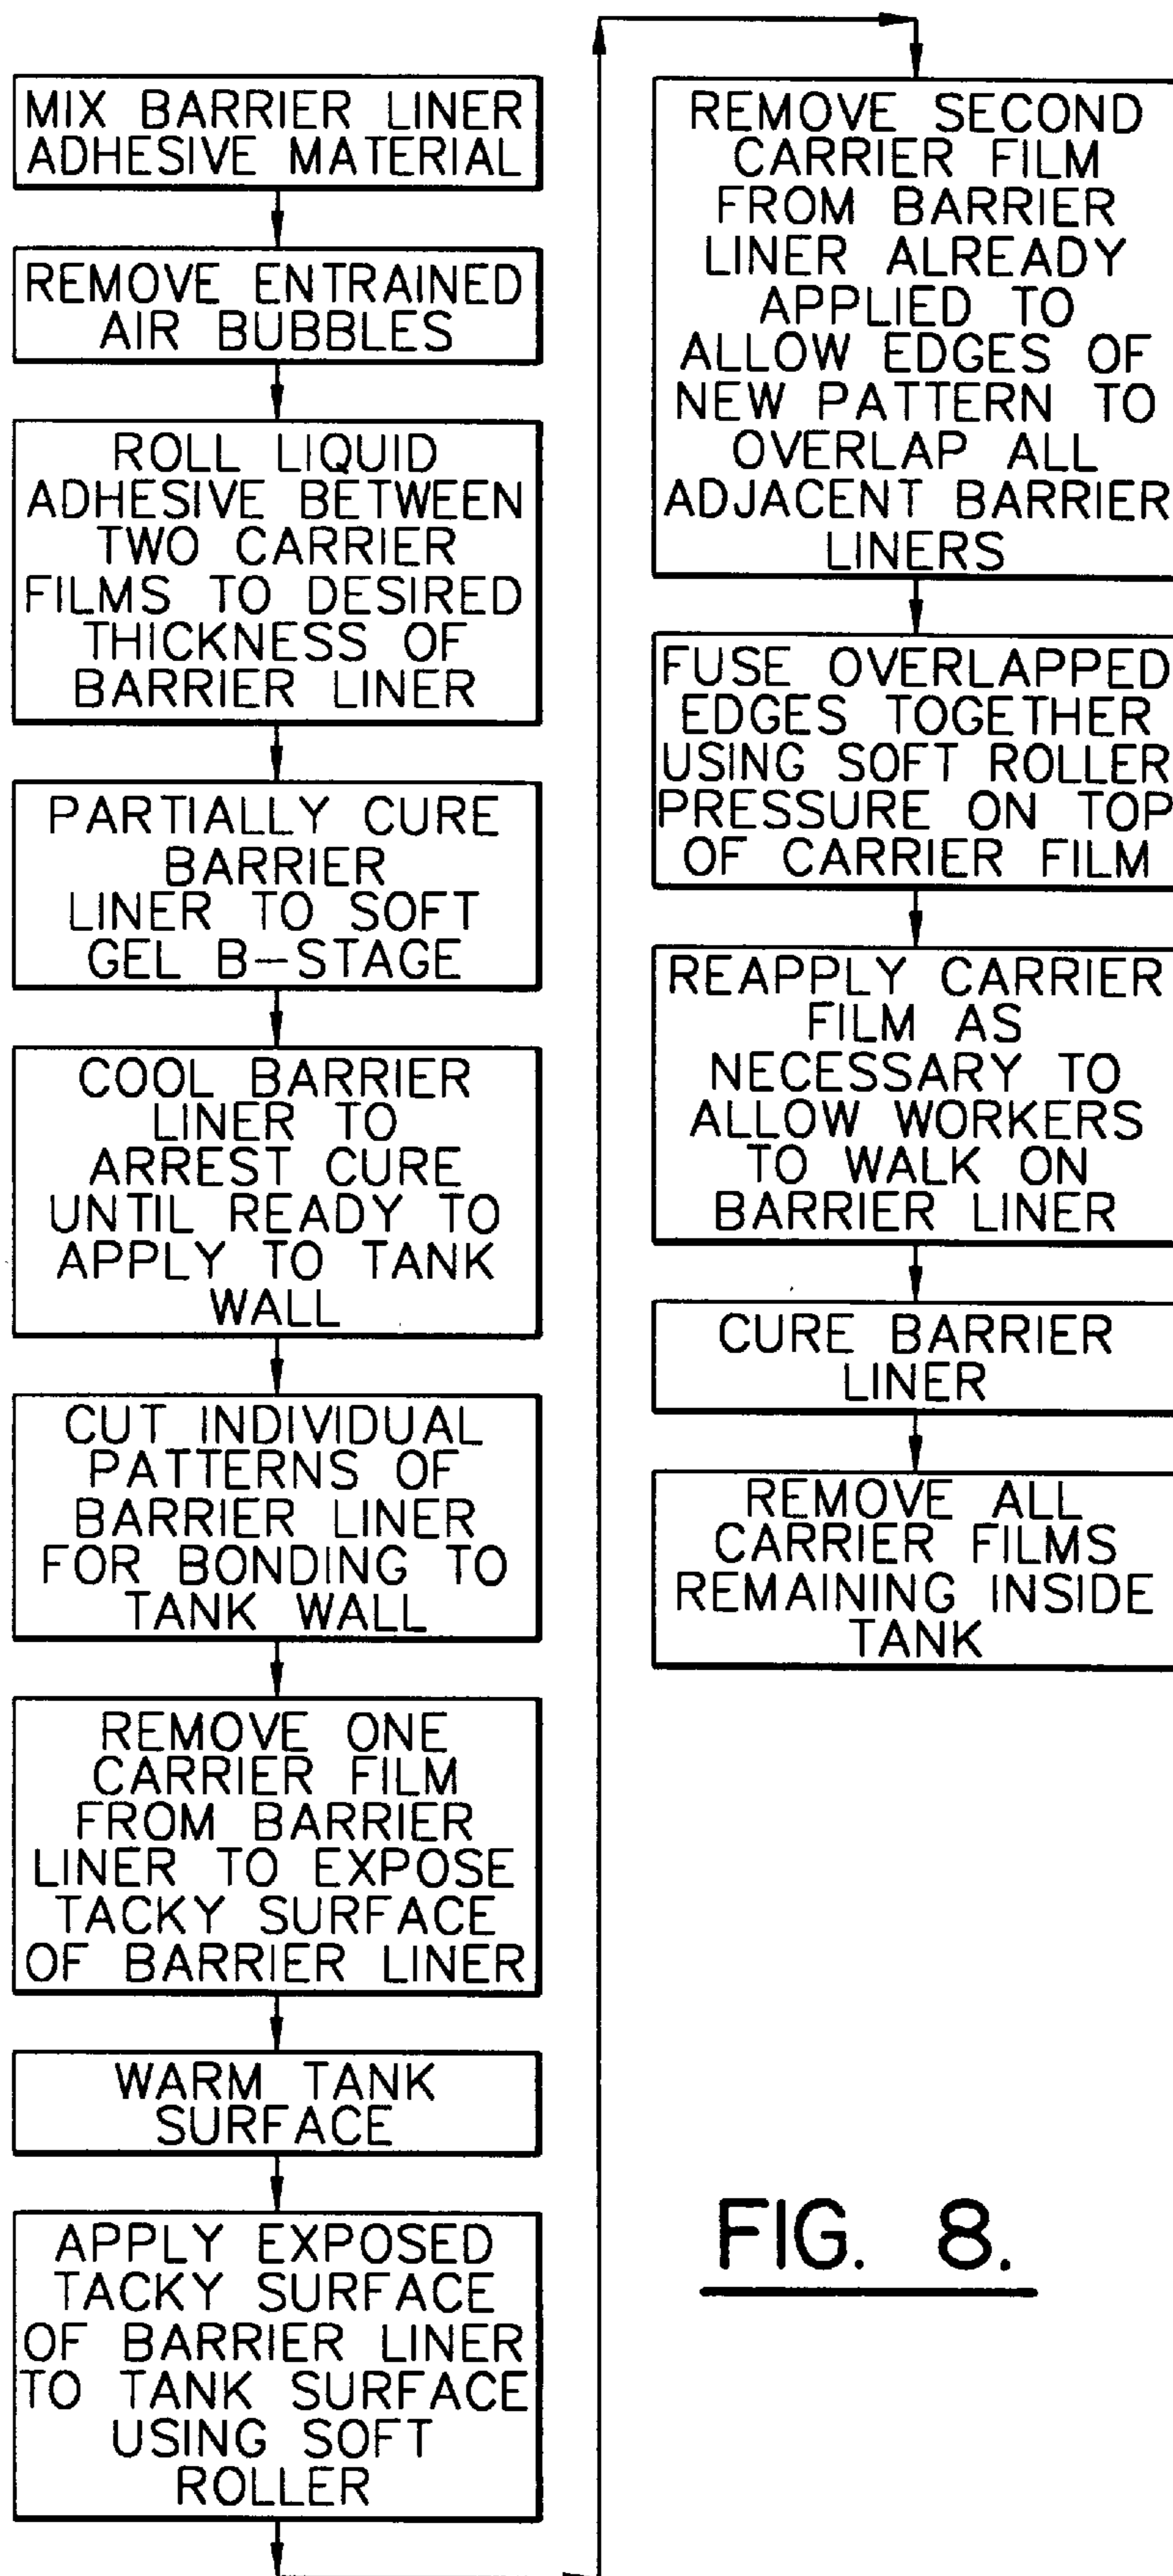 MIX BARRIER LINER
ADHESIVE MATERIAL
REMOVE ENTRAINED
AIR BUBBLES
ROLL LIQUID
ADHESIVE BETWEEN
TWO CARRIER
FILMS TO DESIRED
THICKNESS OF
BARRIER LINER
PARTIALLY CURE
BARRIER
LINER TO SOFT
GEL B-STAGE
COOL BARRIER
LINER TO
ARREST CURE
UNTIL READY TO
APPLY TO TANK
WALL
CUT INDIVIDUAL
PATTERNS OF
BARRIER LINER
FOR BONDING TO
TANK WALL
REMOVE ONE
CARRIER FILM
FROM BARRIER
LINER TO EXPOSE
TACKY SURFACE
OF BARRIER LINER
WARM TANK
SURFACE
APPLY EXPOSED
TACKY SURFACE
OF BARRIER LINER
TO TANK SURFACE
USING SOFT
ROLLER
REMOVE SECOND
CARRIER FILM
FROM BARRIER
LINER ALREADY
APPLIED TO
ALLOW EDGES OF
NEW PATTERN TO
OVERLAP ALL
ADJACENT BARRIER
LINERS
FUSE OVERLAPPED
EDGES TOGETHER
USING SOFT ROLLER
PRESSURE ON TOP
OF CARRIER FILM
REAPPLY CARRIER
FILM AS
NECESSARY TO
ALLOW WORKERS
TO WALK ON
BARRIER LINER
CURE BARRIER
LINER
REMOVE ALL
CARRIER FILMS
REMAINING INSIDE
TANK
FIG. 8.